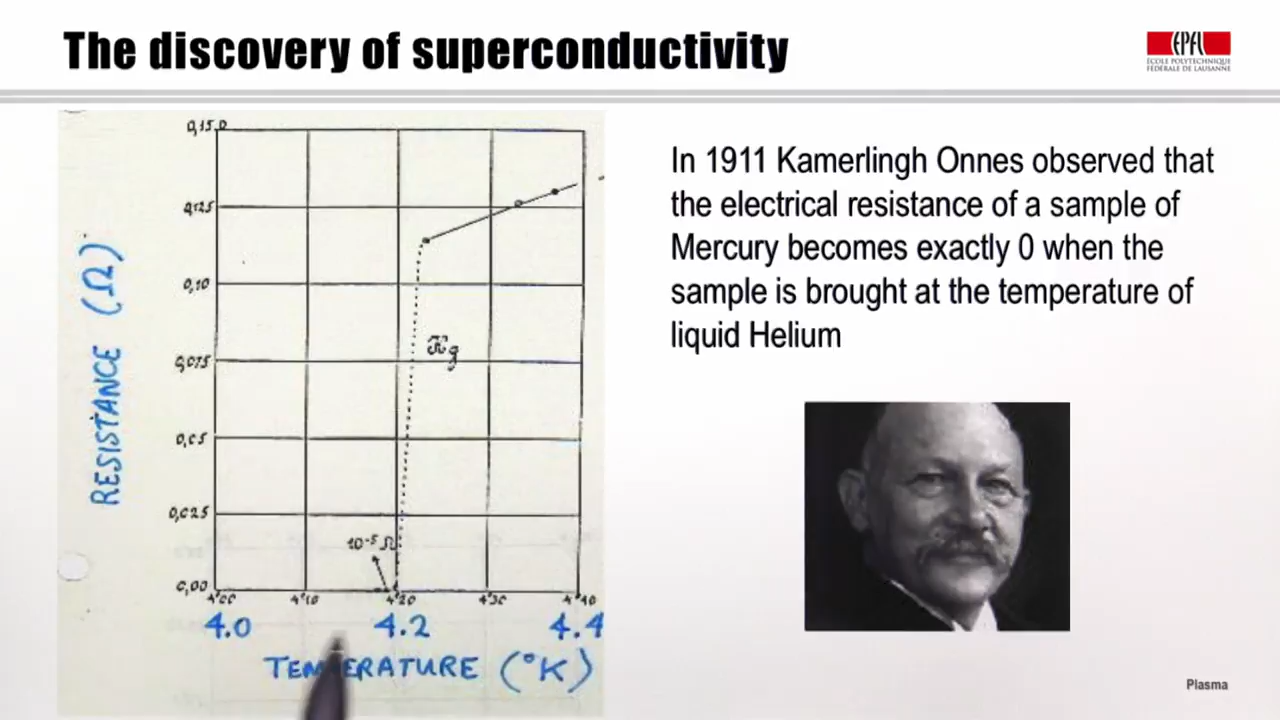 The discovery of superconductivity
EPFL
ÉCOLE POLYTECHNIQUE
FÉDÉRALE DE LAUSANNE
In 1911 Kamerlingh Onnes observed that
the electrical resistance of a sample of
Mercury becomes exactly 0 when the
sample is brought at the temperature of
liquid Helium
RESISTANCE (Ω)
0,150
0,125
0,10
0,075
0,05
0,025
0,00
Hg
10⁻⁵ Ω
4°00 4°10 4°20 4°30 4°40
4.0 4.2 4.4
TEMPERATURE (°K)
Plasma